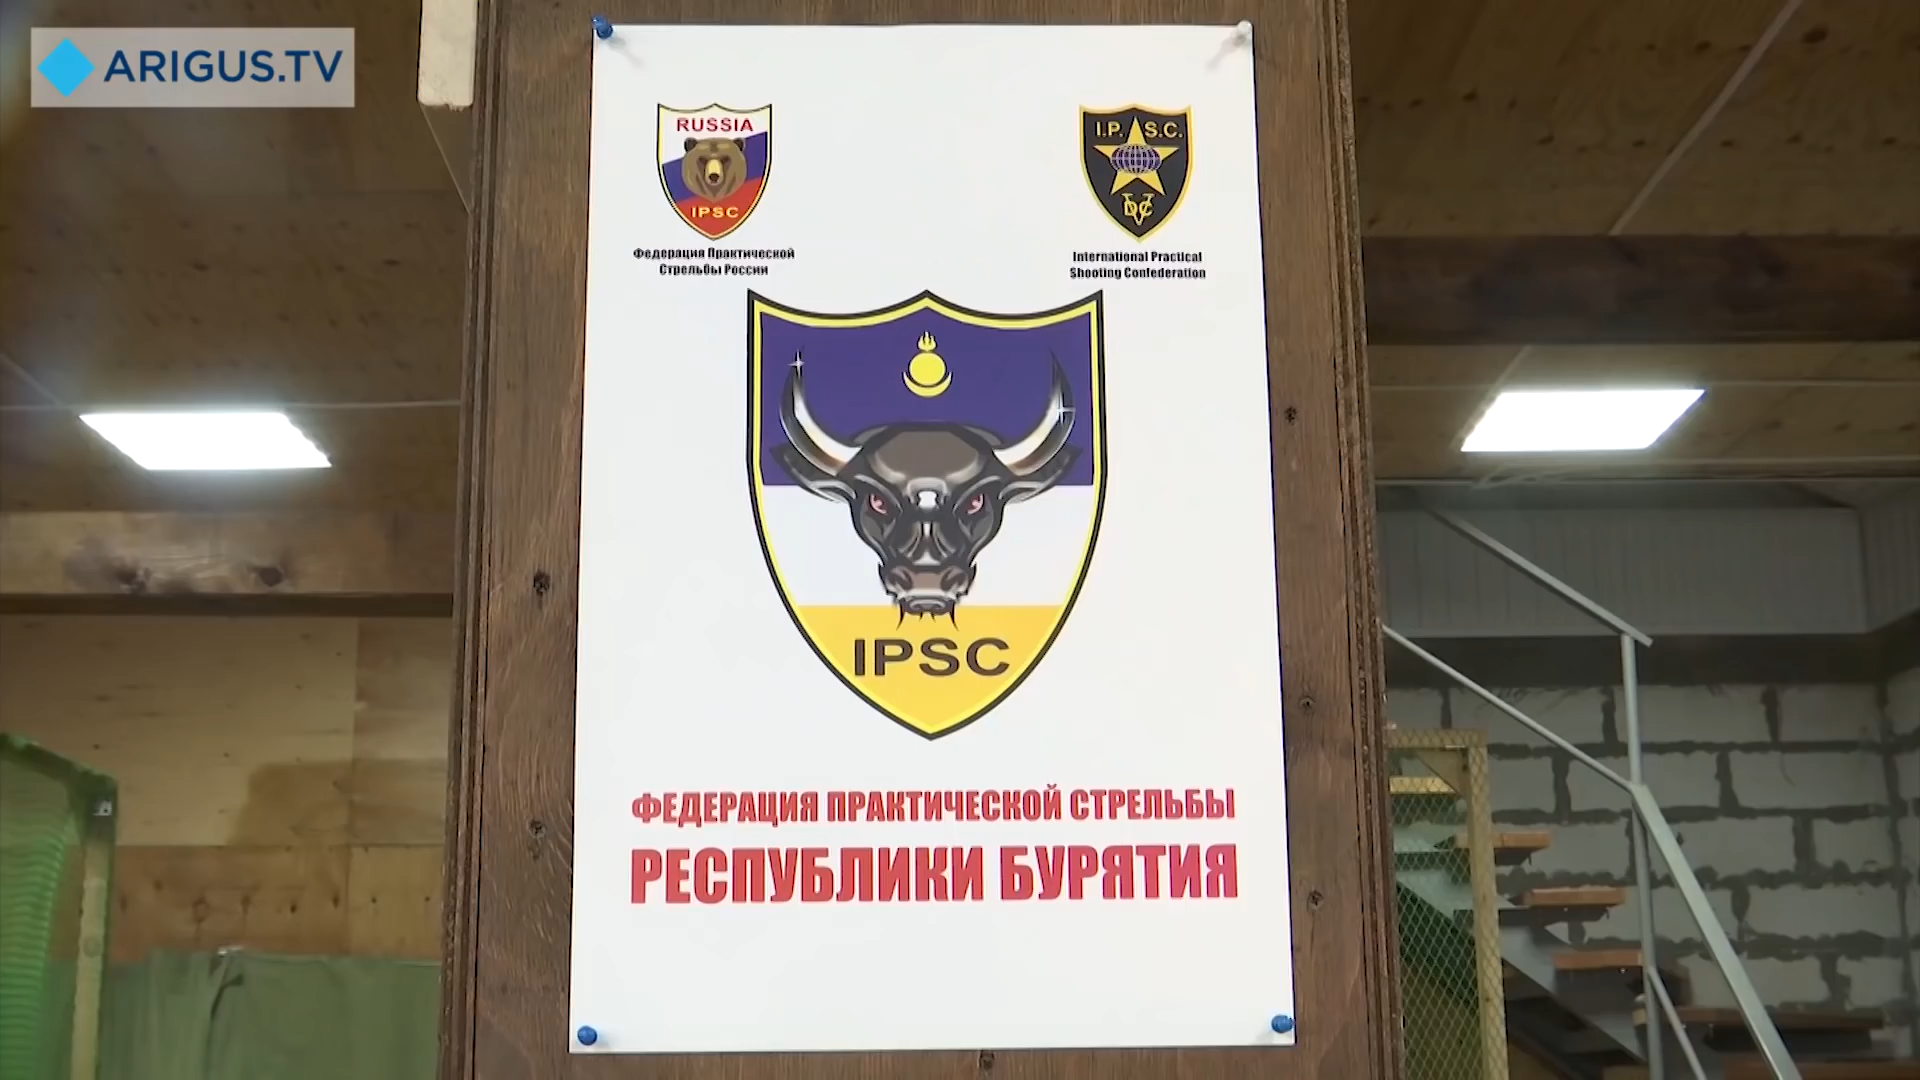 ARIGUS.TV
RUSSIA
IPSC
Федерация Практической
Стрельбы России
I.P. S.C.
DVC
International Practical
Shooting Confederation
IPSC
ФЕДЕРАЦИЯ ПРАКТИЧЕСКОЙ СТРЕЛЬБЫ
РЕСПУБЛИКИ БУРЯТИЯ